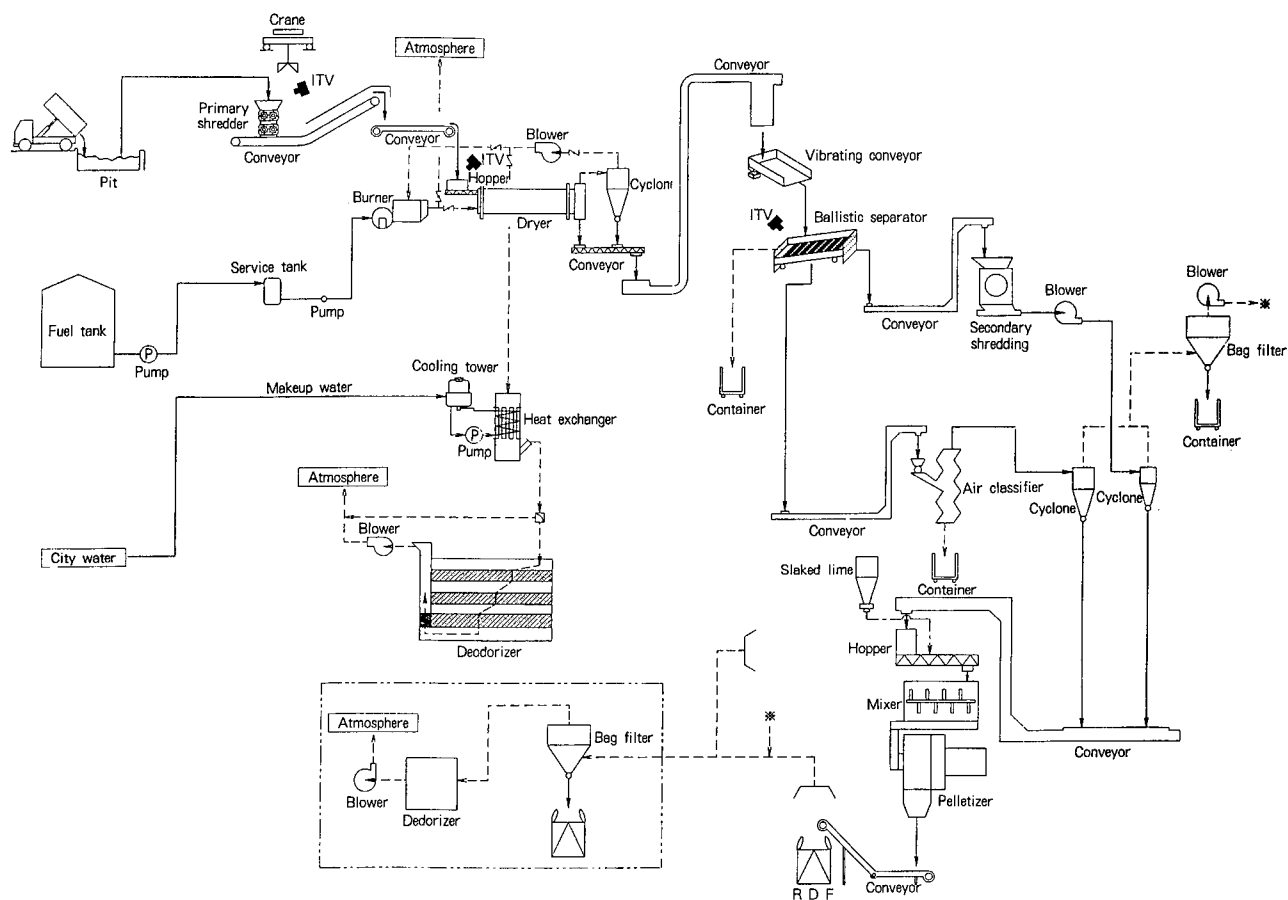 Crane
ITV
Atmosphere
Primary
shredder
Conveyor
Pit
Conveyor
ITV
Hopper
Blower
Cyclone
Burner
Dryer
Conveyor
Conveyor
Vibrating conveyor
ITV
Ballistic separator
Service tank
Pump
Fuel tank
P
Pump
Conveyor
Secondary
shredding
Blower
Blower
※
Bag filter
Container
Container
Cooling tower
Makeup water
Heat exchanger
P
Pump
Atmosphere
Blower
City water
Deodorizer
Conveyor
Air classifier
Cyclone
Cyclone
Container
Slaked lime
Hopper
Mixer
Conveyor
Pelletizer
Conveyor
R D F
※
Atmosphere
Bag filter
Blower
Dedorizer